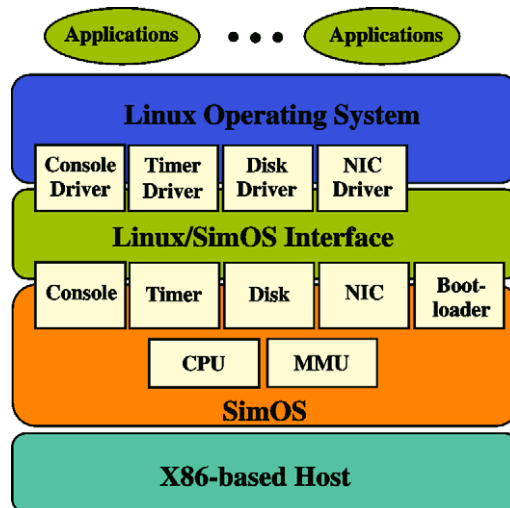 Applications ••• Applications
Linux Operating System
Console Timer Disk NIC
Driver Driver Driver Driver
Linux/SimOS Interface
Console Timer Disk NIC Boot-
loader
CPU MMU
SimOS
X86-based Host